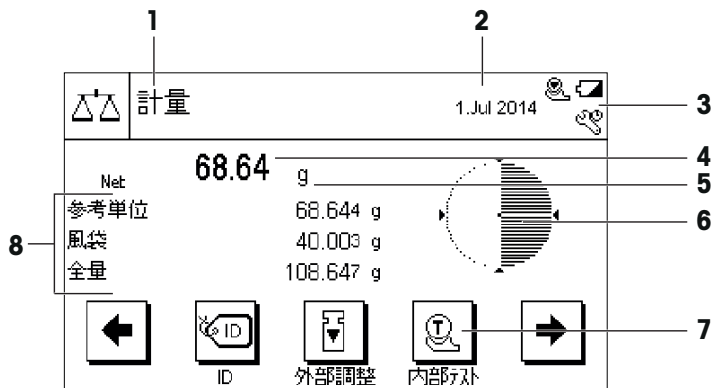 1
2
計量
1.Jul 2014
3
68.64
4
Net
g
5
参考単位
68.644 g
6
風袋
40.003 g
8
全量
108.647 g
ID
T
7
ID
外部調整
内部ﾃｽﾄ